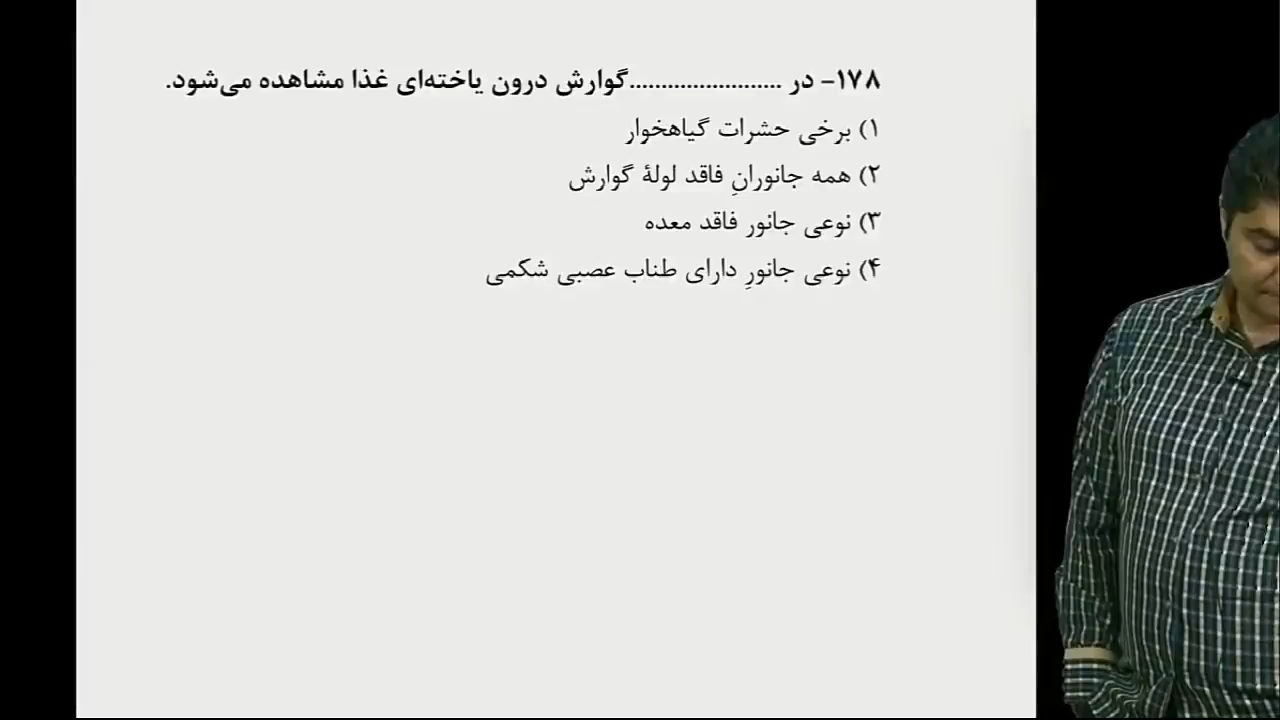 ۱۷۸- در ........................گوارش درون یاخته‌ای غذا مشاهده می‌شود.
۱) برخی حشرات گیاهخوار
۲) همه جانورانِ فاقد لولۀ گوارش
۳) نوعی جانور فاقد معده
۴) نوعی جانورِ دارای طناب عصبی شکمی